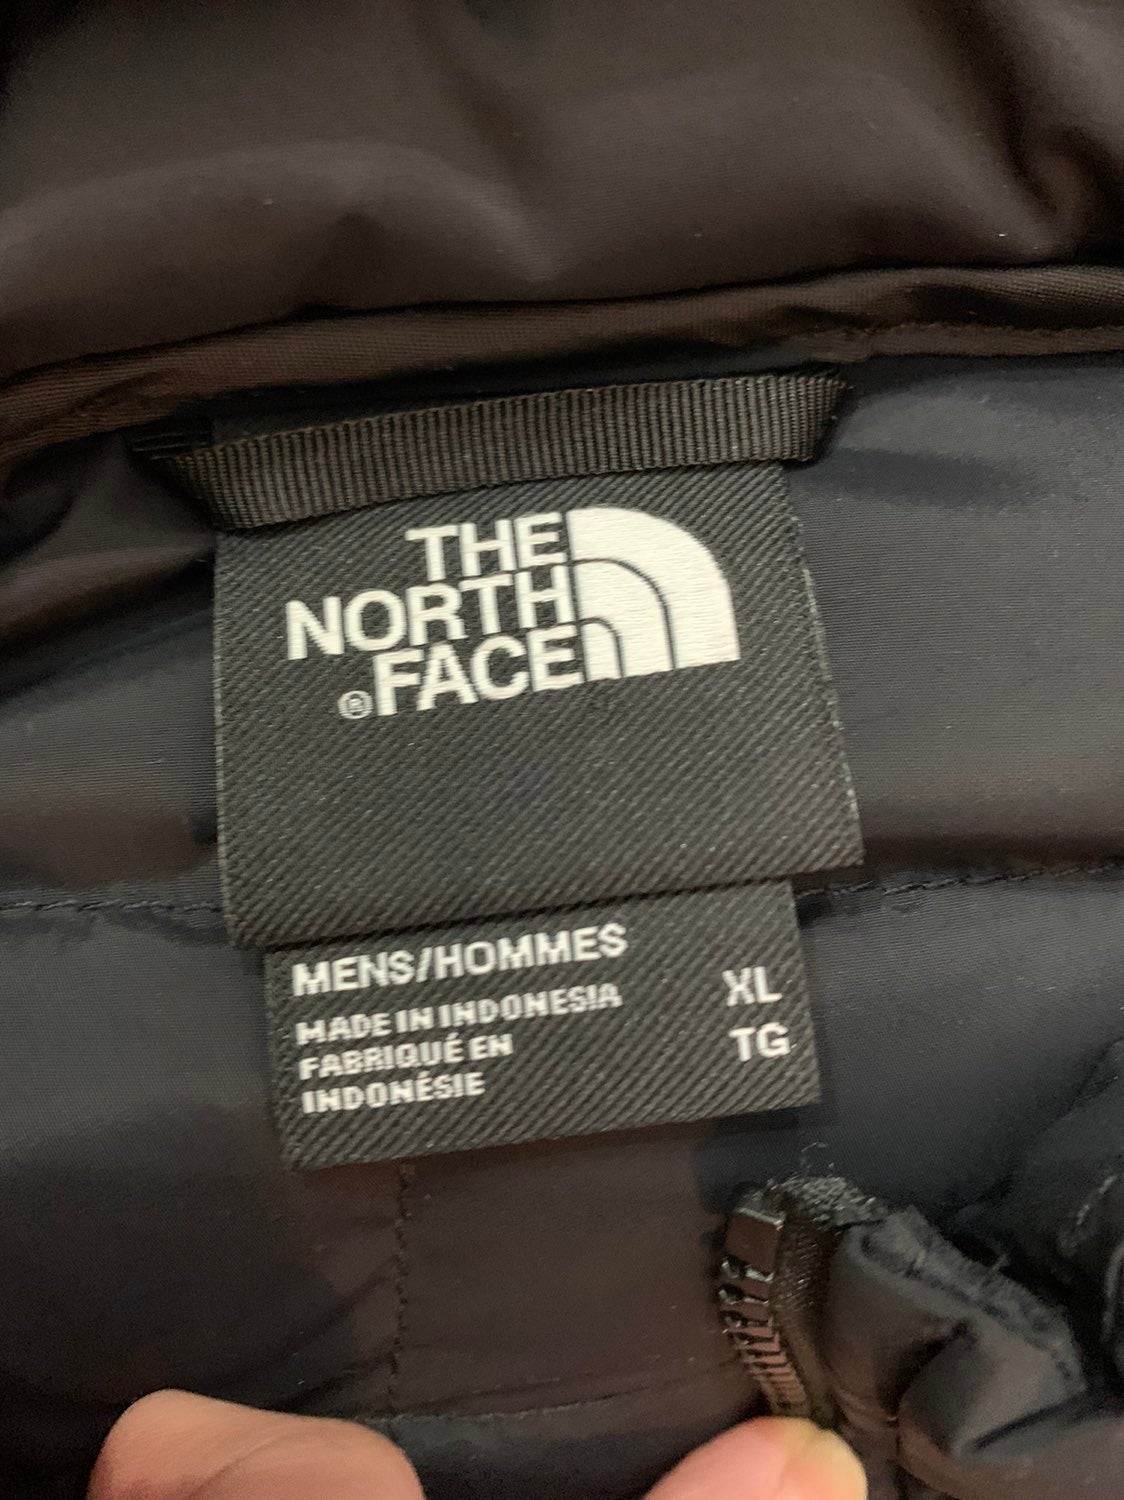 THE
NORTH
®FACE
MENS/HOMMES
MADE IN INDONESIA
FABRIQUÉ EN
INDONÉSIE
XL
TG